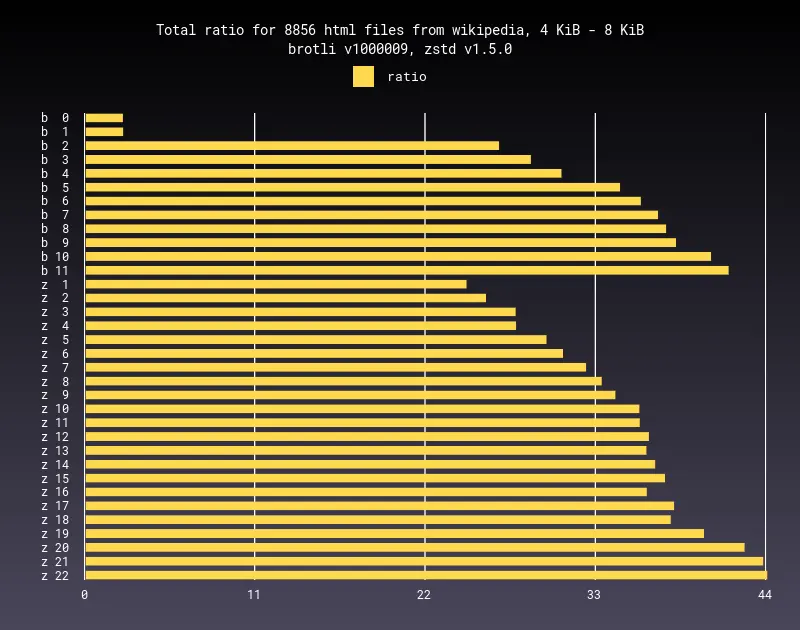 Total ratio for 8856 html files from wikipedia, 4 KiB - 8 KiB
brotli v1000009, zstd v1.5.0
ratio
b 0
b 1
b 2
b 3
b 4
b 5
b 6
b 7
b 8
b 9
b 10
b 11
z 1
z 2
z 3
z 4
z 5
z 6
z 7
z 8
z 9
z 10
z 11
z 12
z 13
z 14
z 15
z 16
z 17
z 18
z 19
z 20
z 21
z 22
0 11 22 33 44